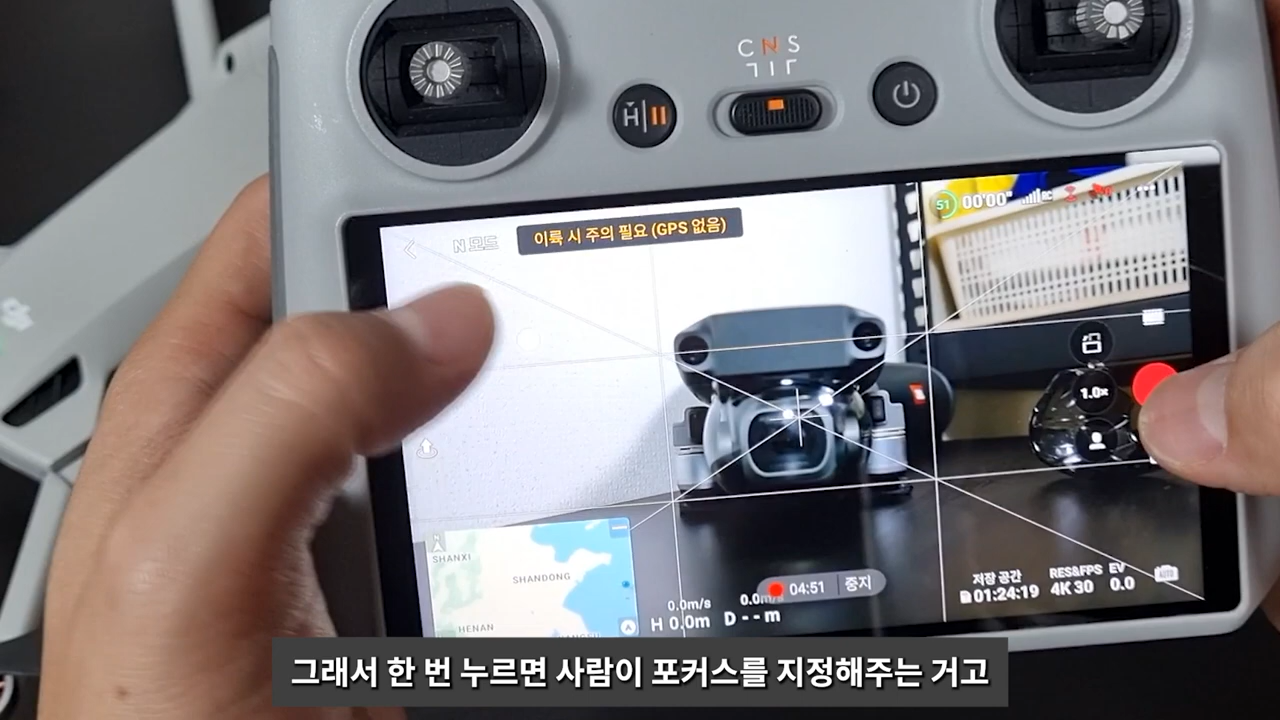 C N S
H
N 모드
이륙 시 주의 필요 (GPS 없음)
51 00'00" RC
1.0x
SHANXI
SHANDONG
HENAN
0.0m/s
H 0.0m
D -- m
04:51 중지
저장 공간
01:24:19
RES&FPS
4K 30
EV
0.0
그래서 한 번 누르면 사람이 포커스를 지정해주는 거고